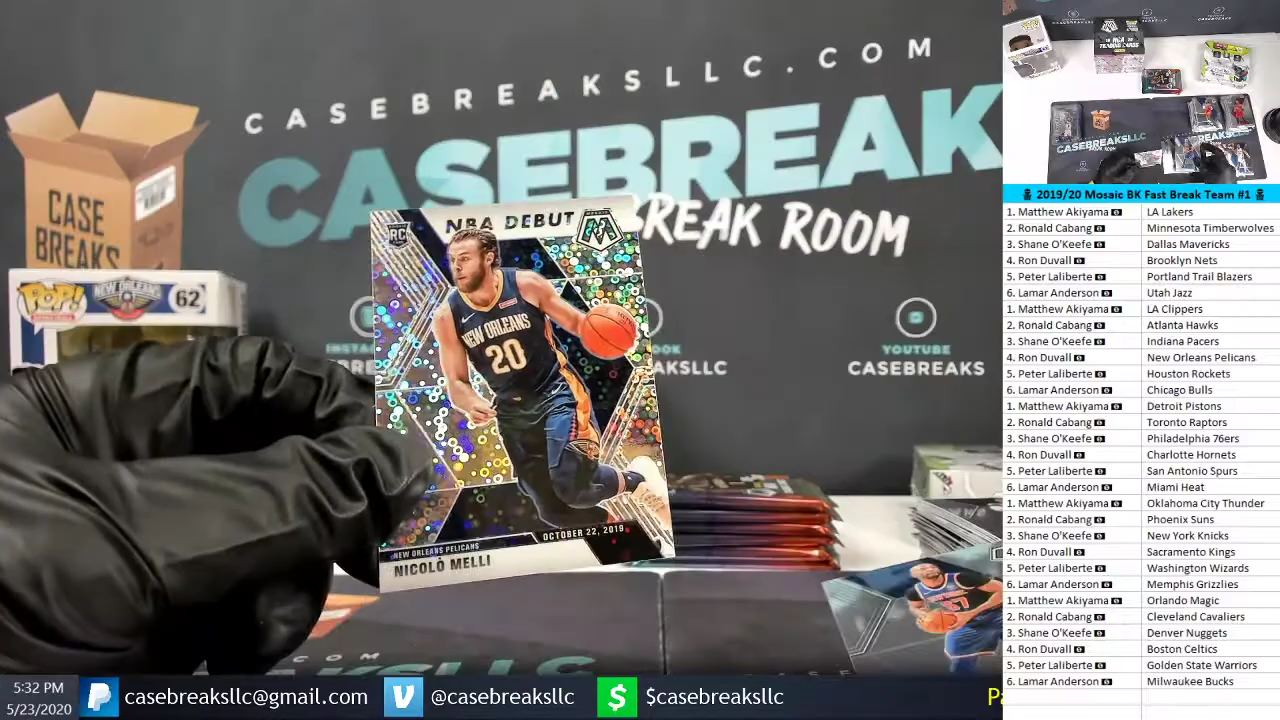 CASEBREAKSLLC.COM
CASEBREAK
BREAK ROOM
CASE
BREAKS
POP!
NEW ORLEANS
62
NBA DEBUT
MOSAIC
RC
NEW ORLEANS
20
OCTOBER 22, 2019
NEW ORLEANS PELICANS
NICOLÒ MELLI
YOUTUBE
CASEBREAKS
AKSLLC
5:32 PM
5/23/2020
casebreaksllc@gmail.com
@casebreaksllc
$casebreaksllc
2019/20 Mosaic BK Fast Break Team #1
1. Matthew Akiyama LA Lakers
2. Ronald Cabang Minnesota Timberwolves
3. Shane O'Keefe Dallas Mavericks
4. Ron Duvall Brooklyn Nets
5. Peter Laliberte Portland Trail Blazers
6. Lamar Anderson Utah Jazz
1. Matthew Akiyama LA Clippers
2. Ronald Cabang Atlanta Hawks
3. Shane O'Keefe Indiana Pacers
4. Ron Duvall New Orleans Pelicans
5. Peter Laliberte Houston Rockets
6. Lamar Anderson Chicago Bulls
1. Matthew Akiyama Detroit Pistons
2. Ronald Cabang Toronto Raptors
3. Shane O'Keefe Philadelphia 76ers
4. Ron Duvall Charlotte Hornets
5. Peter Laliberte San Antonio Spurs
6. Lamar Anderson Miami Heat
1. Matthew Akiyama Oklahoma City Thunder
2. Ronald Cabang Phoenix Suns
3. Shane O'Keefe New York Knicks
4. Ron Duvall Sacramento Kings
5. Peter Laliberte Washington Wizards
6. Lamar Anderson Memphis Grizzlies
1. Matthew Akiyama Orlando Magic
2. Ronald Cabang Cleveland Cavaliers
3. Shane O'Keefe Denver Nuggets
4. Ron Duvall Boston Celtics
5. Peter Laliberte Golden State Warriors
6. Lamar Anderson Milwaukee Bucks